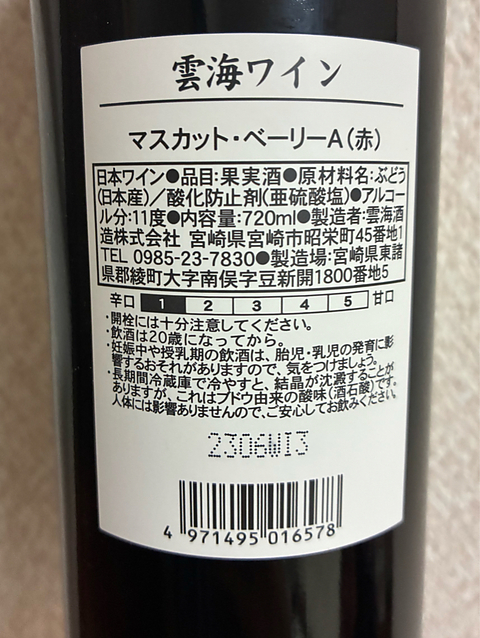 雲海ワイン
マスカット・ベーリーA(赤)
日本ワイン●品目:果実酒●原材料名:ぶどう
(日本産)/酸化防止剤(亜硫酸塩)●アルコー
ル分:11度●内容量:720ml●製造者:雲海酒
造株式会社 宮崎県宮崎市昭栄町45番地1
TEL 0985-23-7830●製造場:宮崎県東諸
県郡綾町大字南俣字豆新開1800番地5
辛口 1 2 3 4 5 甘口
・開栓には十分注意してください。
・飲酒は20歳になってから。
・妊娠中や授乳期の飲酒は、胎児・乳児の発育に影
響するおそれがありますので、気をつけましょう。
・長期間冷蔵庫で冷やすと、結晶が沈澱することが
ありますが、これはブドウ由来の酸味(酒石酸)です。
人体には影響ありませんので、ご安心してお飲みください。
2306WI3
4 971495 016578